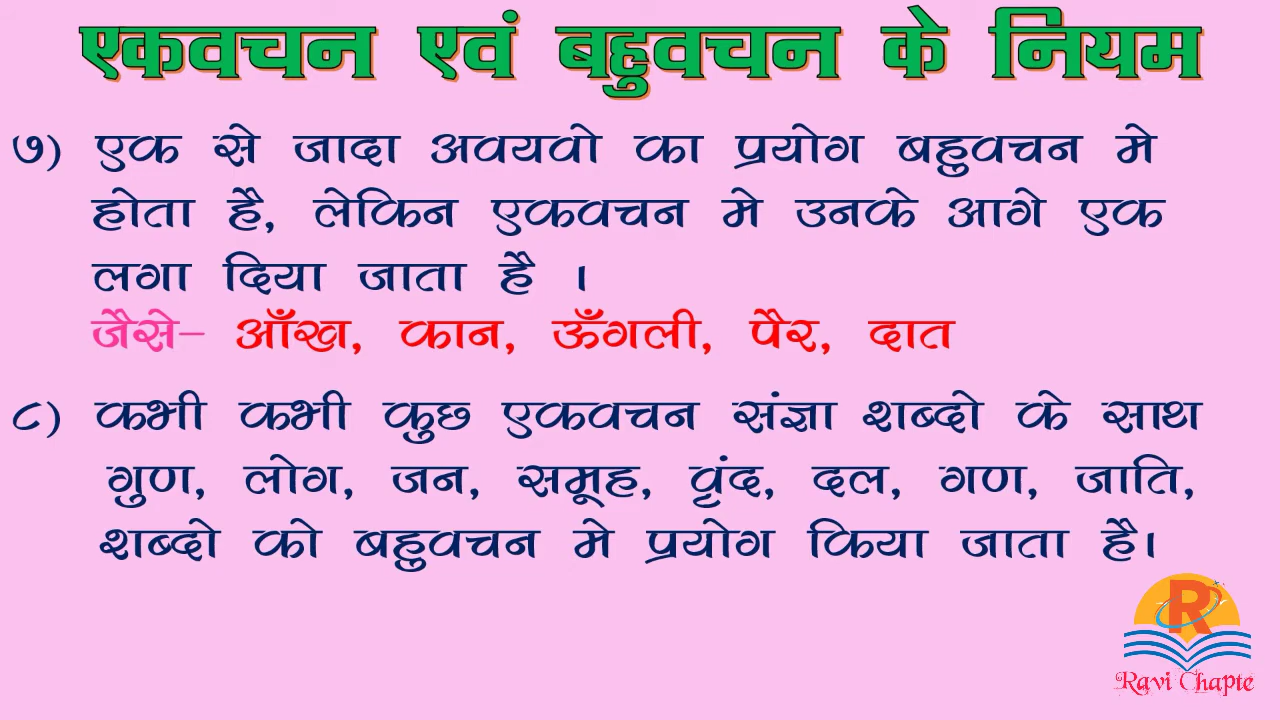 एकवचन एवं बहुवचन के नियम
७) एक से जादा अवयवो का प्रयोग बहुवचन मे
होता है, लेकिन एकवचन मे उनके आगे एक
लगा दिया जाता है ।
जैसे- आँख, कान, ऊँगली, पैर, दात
८) कभी कभी कुछ एकवचन संज्ञा शब्दो के साथ
गुण, लोग, जन, समूह, वृंद, दल, गण, जाति,
शब्दो को बहुवचन मे प्रयोग किया जाता है।
R
Ravi Chapte